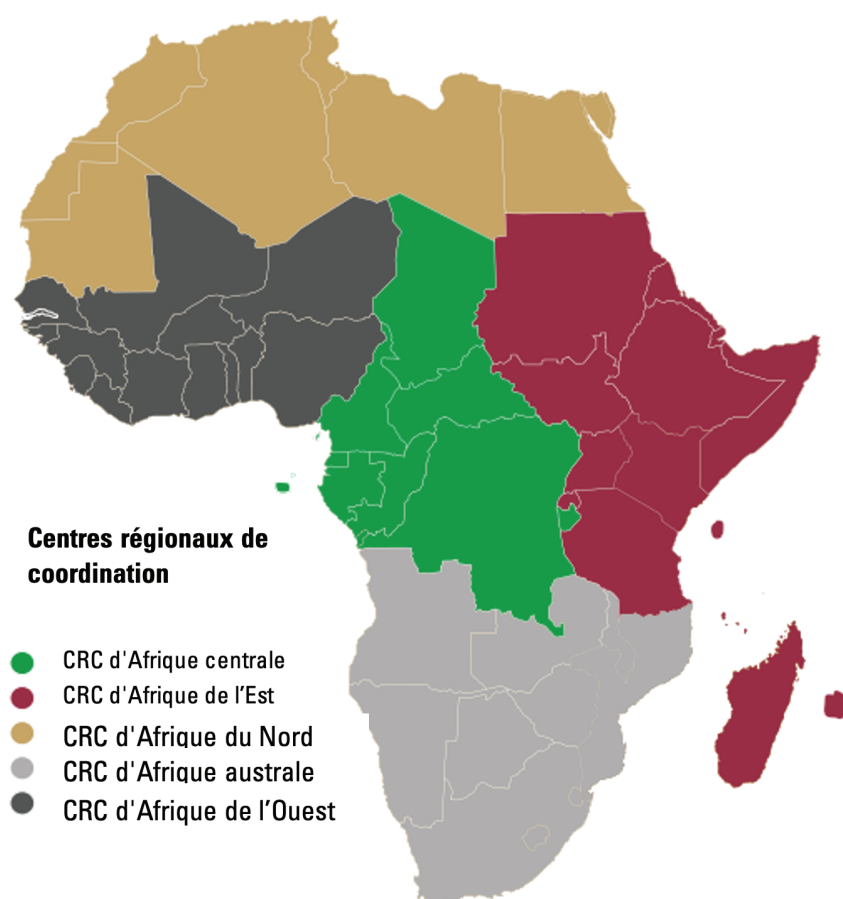 Centres régionaux de
coordination
CRC d'Afrique centrale
CRC d'Afrique de l’Est
CRC d'Afrique du Nord
CRC d'Afrique australe
CRC d'Afrique de l’Ouest